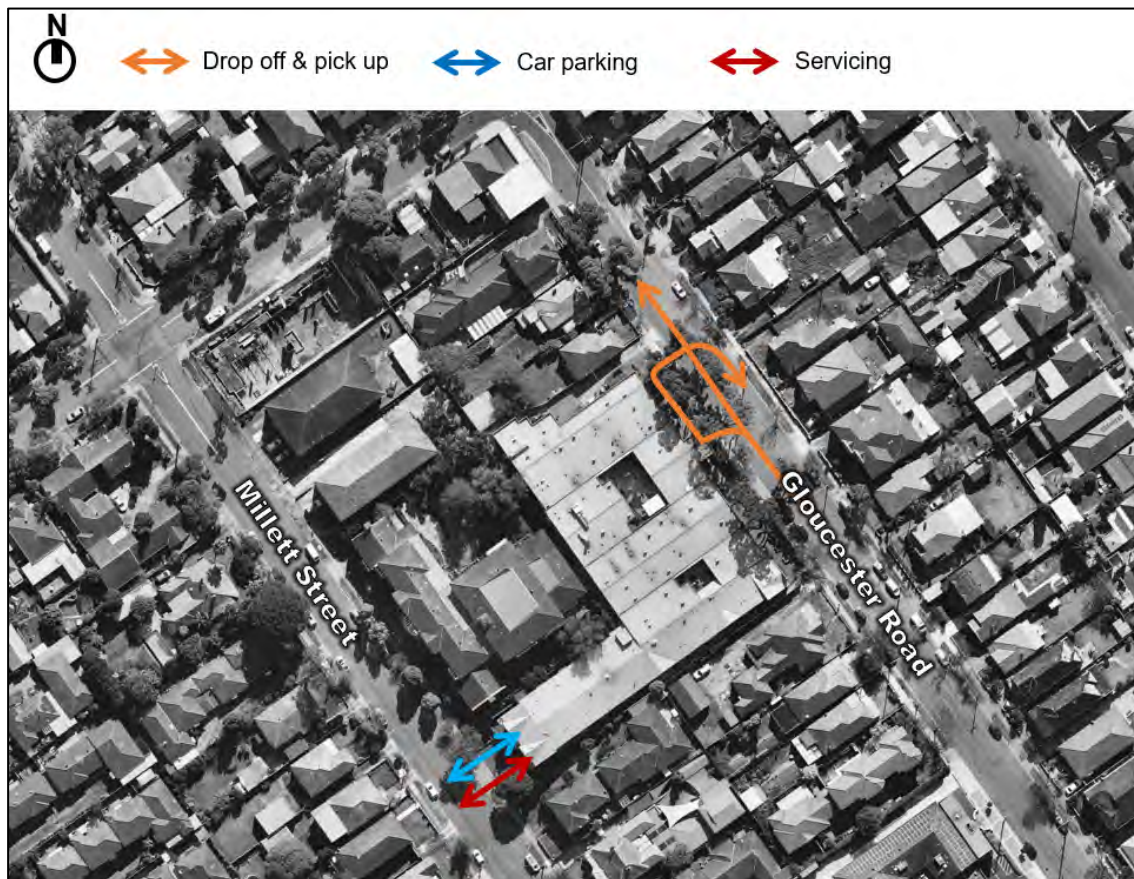 N
Drop off & pick up
Car parking
Servicing
Millett Street
Gloucester Road